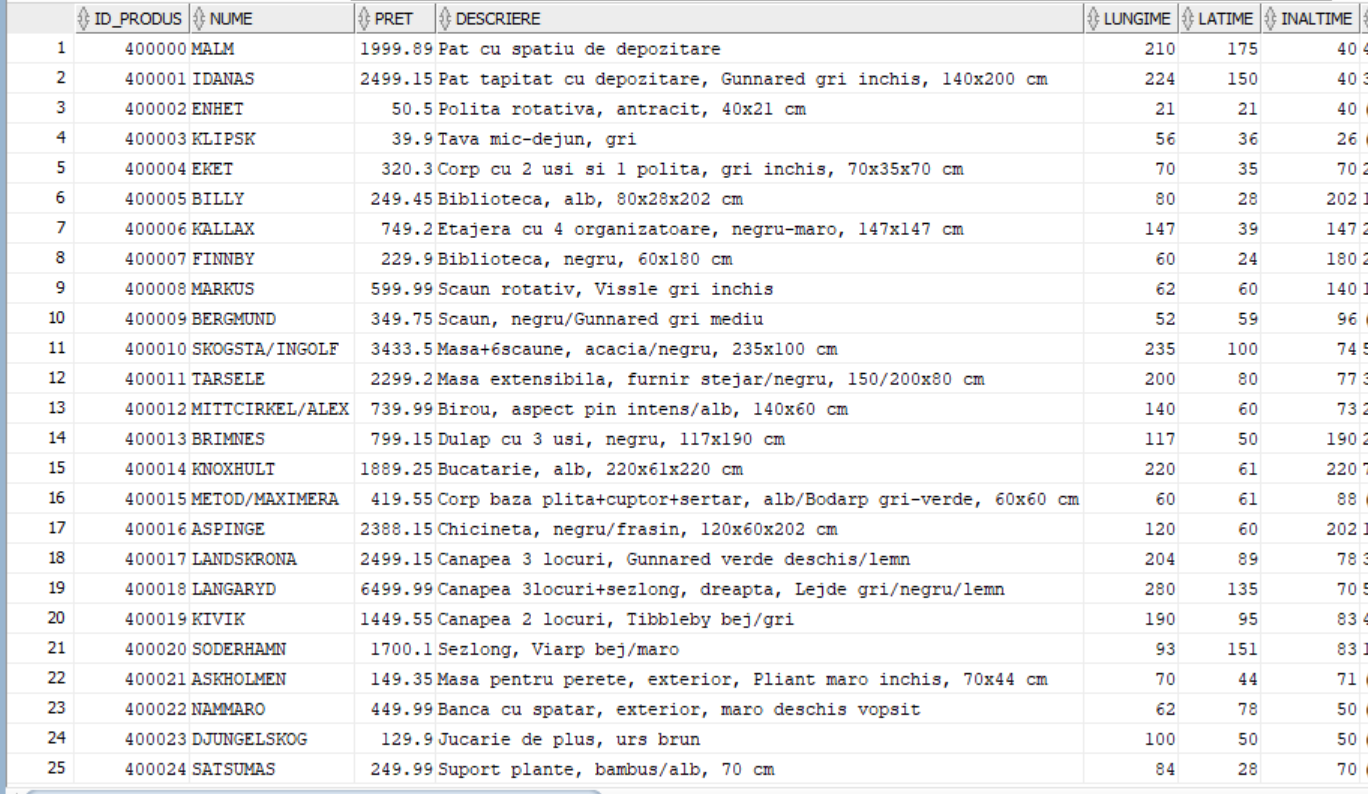 ID_PRODUS NUME PRET DESCRIERE LUNGIME LATIME INALTIME
1 400000 MALM 1999.89 Pat cu spatiu de depozitare 210 175 40
2 400001 IDANAS 2499.15 Pat tapitat cu depozitare, Gunnared gri inchis, 140x200 cm 224 150 40
3 400002 ENHET 50.5 Polita rotativa, antracit, 40x21 cm 21 21 40
4 400003 KLIPSK 39.9 Tava mic-dejun, gri 56 36 26
5 400004 EKET 320.3 Corp cu 2 usi si 1 polita, gri inchis, 70x35x70 cm 70 35 70
6 400005 BILLY 249.45 Biblioteca, alb, 80x28x202 cm 80 28 202
7 400006 KALLAX 749.2 Etajera cu 4 organizatoare, negru-maro, 147x147 cm 147 39 147
8 400007 FINNBY 229.9 Biblioteca, negru, 60x180 cm 60 24 180
9 400008 MARKUS 599.99 Scaun rotativ, Vissle gri inchis 62 60 140
10 400009 BERGMUND 349.75 Scaun, negru/Gunnared gri mediu 52 59 96
11 400010 SKOGSTA/INGOLF 3433.5 Masa+6scaune, acacia/negru, 235x100 cm 235 100 74
12 400011 TARSELE 2299.2 Masa extensibila, furnir stejar/negru, 150/200x80 cm 200 80 77
13 400012 MITTCIRKEL/ALEX 739.99 Birou, aspect pin intens/alb, 140x60 cm 140 60 73
14 400013 BRIMNES 799.15 Dulap cu 3 usi, negru, 117x190 cm 117 50 190
15 400014 KNOXHULT 1889.25 Bucatarie, alb, 220x61x220 cm 220 61 220
16 400015 METOD/MAXIMERA 419.55 Corp baza plita+cuptor+sertar, alb/Bodarp gri-verde, 60x60 cm 60 61 88
17 400016 ASPINGE 2388.15 Chicineta, negru/frasin, 120x60x202 cm 120 60 202
18 400017 LANDSKRONA 2499.15 Canapea 3 locuri, Gunnared verde deschis/lemn 204 89 78
19 400018 LANGARYD 6499.99 Canapea 3locuri+sezlong, dreapta, Lejde gri/negru/lemn 280 135 70
20 400019 KIVIK 1449.55 Canapea 2 locuri, Tibbleby bej/gri 190 95 83
21 400020 SODERHAMN 1700.1 Sezlong, Viarp bej/maro 93 151 83
22 400021 ASKHOLMEN 149.35 Masa pentru perete, exterior, Pliant maro inchis, 70x44 cm 70 44 71
23 400022 NAMMARO 449.99 Banca cu spatar, exterior, maro deschis vopsit 62 78 50
24 400023 DJUNGELSKOG 129.9 Jucarie de plus, urs brun 100 50 50
25 400024 SATSUMAS 249.99 Suport plante, bambus/alb, 70 cm 84 28 70